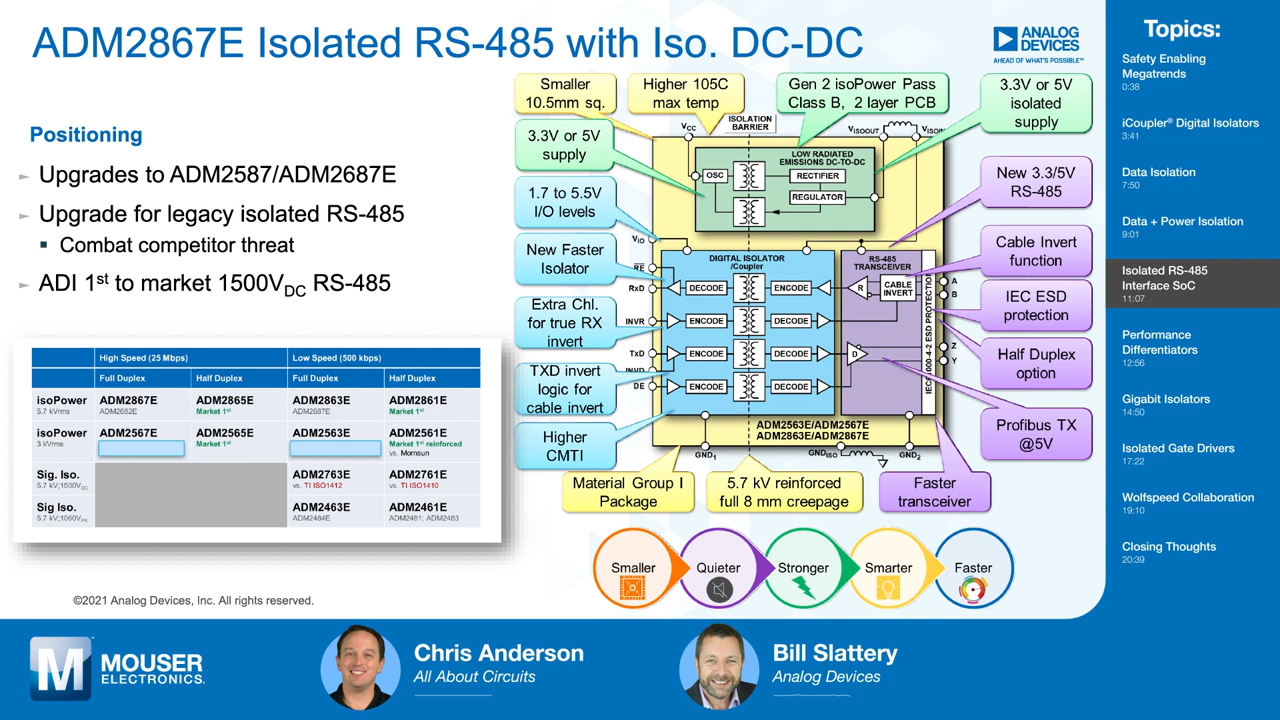 ADM2867E Isolated RS-485 with Iso. DC-DC
ANALOG
DEVICES
AHEAD OF WHAT'S POSSIBLE™
Positioning
Upgrades to ADM2587/ADM2687E
Upgrade for legacy isolated RS-485
Combat competitor threat
ADI 1st to market 1500VDC RS-485
High Speed (25 Mbps) Low Speed (500 kbps)
Full Duplex Half Duplex Full Duplex Half Duplex
isoPower ADM2867E ADM2865E ADM2863E ADM2861E
5.7 kVrms ADM2682E Market 1st ADM2687E Market 1st
isoPower ADM2567E ADM2565E ADM2563E ADM2561E
3 kVrms Market 1st Market 1st reinforced
vs. Mornsun
Sig. Iso. ADM2763E ADM2761E
5.7 kV;1500VDC vs. TI ISO1412 vs. TI ISO1410
Sig Iso. ADM2463E ADM2461E
ADM2484E ADM2481; ADM2483
Smaller
10.5mm sq.
Higher 105C
max temp
Gen 2 isoPower Pass
Class B, 2 layer PCB
3.3V or 5V
isolated
supply
3.3V or 5V
supply
1.7 to 5.5V
I/O levels
New Faster
Isolator
Extra Chl.
for true RX
invert
TXD invert
logic for
cable invert
Higher
CMTI
VCC
ISOLATION
BARRIER
VISOOUT VISOIN
LOW RADIATED
EMISSIONS DC-TO-DC
OSC
RECTIFIER
REGULATOR
VIO
DIGITAL ISOLATOR
/Coupler
RS-485
TRANSCEIVER
RE
RxD DECODE ENCODE R CABLE
INVERT A
B
INVR ENCODE DECODE
TxD ENCODE DECODE D Z
Y
INVD
DE ENCODE DECODE
IEC61000-4-2 ESD PROTECTION
ADM2563E/ADM2567E
ADM2863E/ADM2867E
GND1 GNDISO GND2
New 3.3/5V
RS-485
Cable Invert
function
IEC ESD
protection
Half Duplex
option
Profibus TX
@5V
Material Group I
Package
5.7 kV reinforced
full 8 mm creepage
Faster
transceiver
Smaller Quieter Stronger Smarter Faster
©2021 Analog Devices, Inc. All rights reserved.
Topics:
Safety Enabling
Megatrends
0:38
iCoupler® Digital Isolators
3:41
Data Isolation
7:50
Data + Power Isolation
9:01
Isolated RS-485
Interface SoC
11:07
Performance
Differentiators
12:56
Gigabit Isolators
14:50
Isolated Gate Drivers
17:22
Wolfspeed Collaboration
19:10
Closing Thoughts
20:39
M
MOUSER
ELECTRONICS.
Chris Anderson
All About Circuits
Bill Slattery
Analog Devices